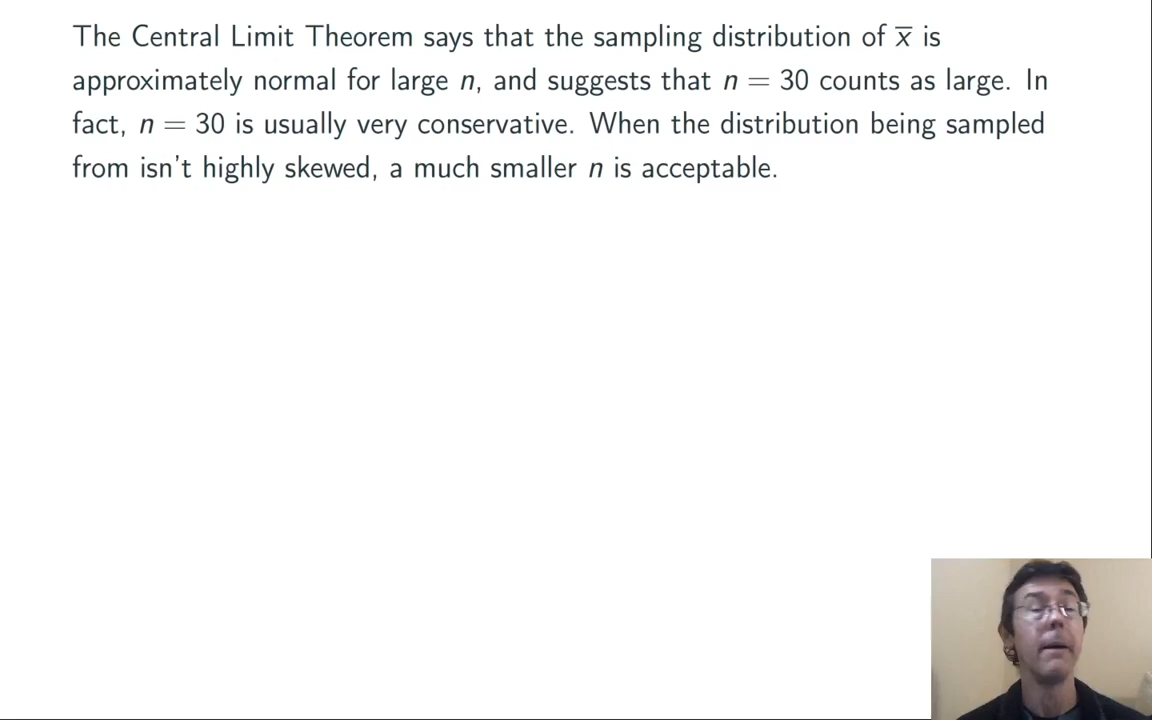 The Central Limit Theorem says that the sampling distribution of x̅ is
approximately normal for large n, and suggests that n = 30 counts as large. In
fact, n = 30 is usually very conservative. When the distribution being sampled
from isn't highly skewed, a much smaller n is acceptable.